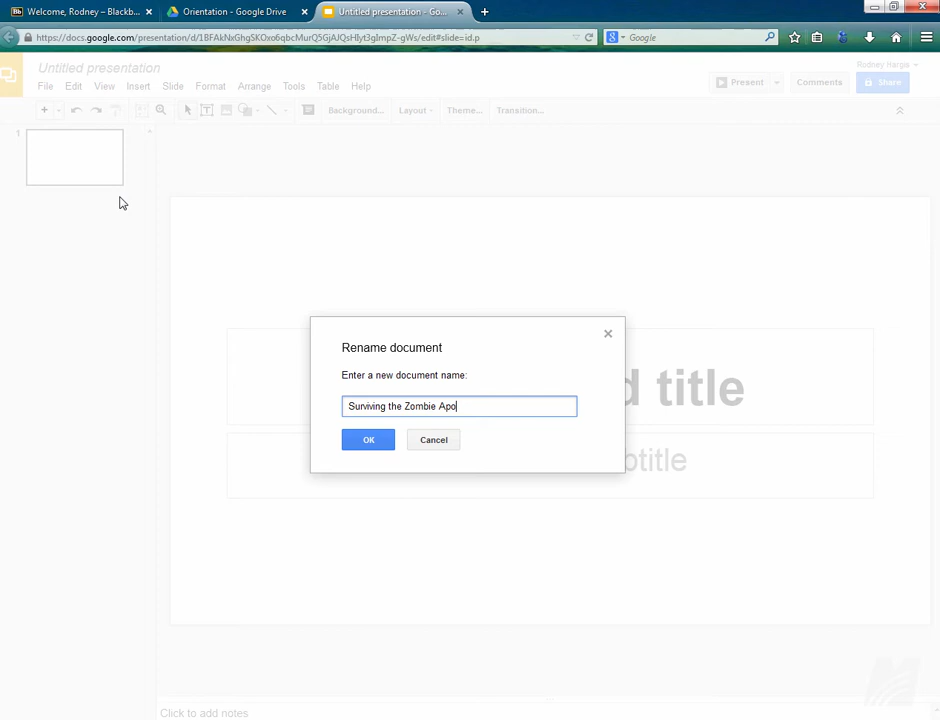 Bb Welcome, Rodney – Blackb... Orientation - Google Drive Untitled presentation - Go...
https://docs.google.com/presentation/d/1BFAkNxGhgSKOxo6qbcMurQ5GjAJQsHlyt3glmpZ-gWs/edit#slide=id.p Google
Untitled presentation Rodney Hargis
File Edit View Insert Slide Format Arrange Tools Table Help Present Comments Share
Background... Layout Theme... Transition...
1
Rename document
Enter a new document name:
Surviving the Zombie Apo
d title
OK Cancel
btitle
Click to add notes